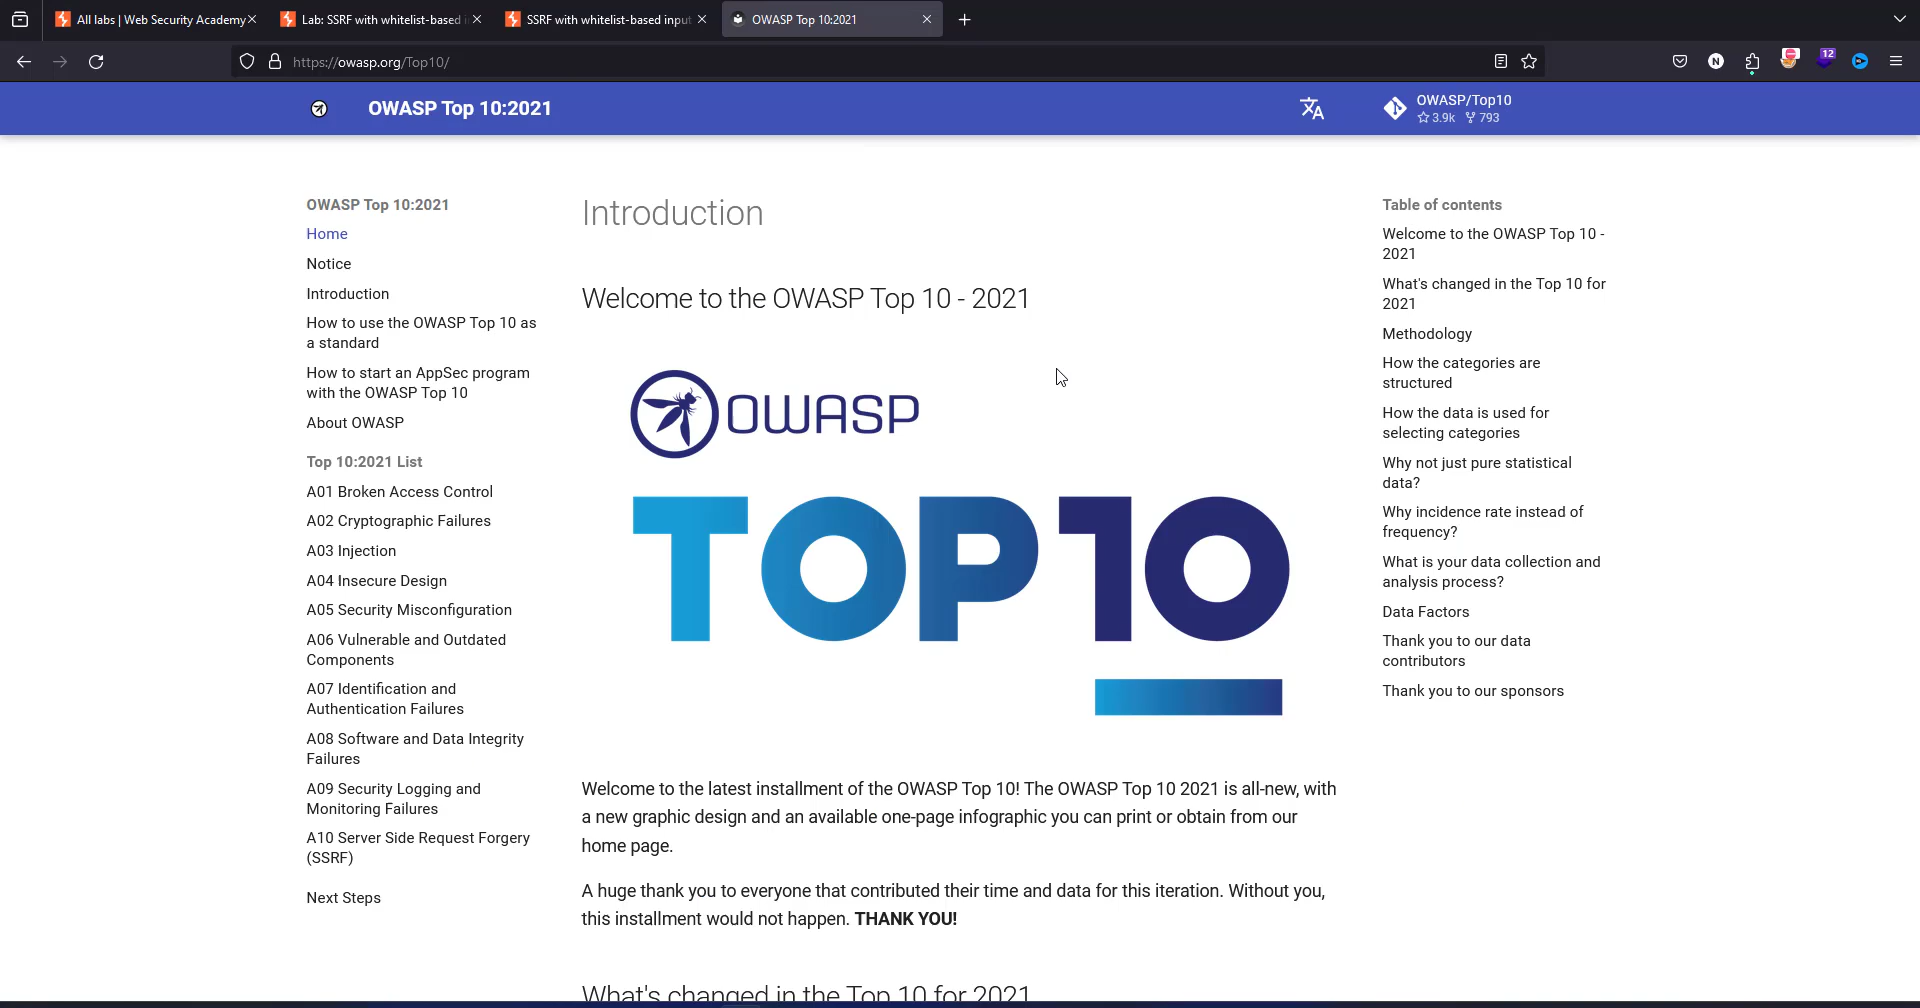 All labs | Web Security Academy
Lab: SSRF with whitelist-based i
SSRF with whitelist-based input
OWASP Top 10:2021
https://owasp.org/Top10/
N
12
OWASP Top 10:2021
OWASP/Top10
3.9k 793
OWASP Top 10:2021
Home
Notice
Introduction
How to use the OWASP Top 10 as
a standard
How to start an AppSec program
with the OWASP Top 10
About OWASP
Top 10:2021 List
A01 Broken Access Control
A02 Cryptographic Failures
A03 Injection
A04 Insecure Design
A05 Security Misconfiguration
A06 Vulnerable and Outdated
Components
A07 Identification and
Authentication Failures
A08 Software and Data Integrity
Failures
A09 Security Logging and
Monitoring Failures
A10 Server Side Request Forgery
(SSRF)
Next Steps
Introduction
Welcome to the OWASP Top 10 - 2021
OWASP
TOP10
Welcome to the latest installment of the OWASP Top 10! The OWASP Top 10 2021 is all-new, with
a new graphic design and an available one-page infographic you can print or obtain from our
home page.
A huge thank you to everyone that contributed their time and data for this iteration. Without you,
this installment would not happen. THANK YOU!
What's changed in the Top 10 for 2021
Table of contents
Welcome to the OWASP Top 10 -
2021
What's changed in the Top 10 for
2021
Methodology
How the categories are
structured
How the data is used for
selecting categories
Why not just pure statistical
data?
Why incidence rate instead of
frequency?
What is your data collection and
analysis process?
Data Factors
Thank you to our data
contributors
Thank you to our sponsors